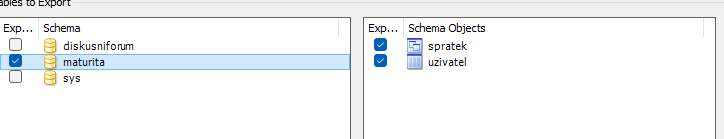 ables to Export
Exp... Schema
diskusniforum
maturita
sys
Exp... Schema Objects
spratek
uzivatel